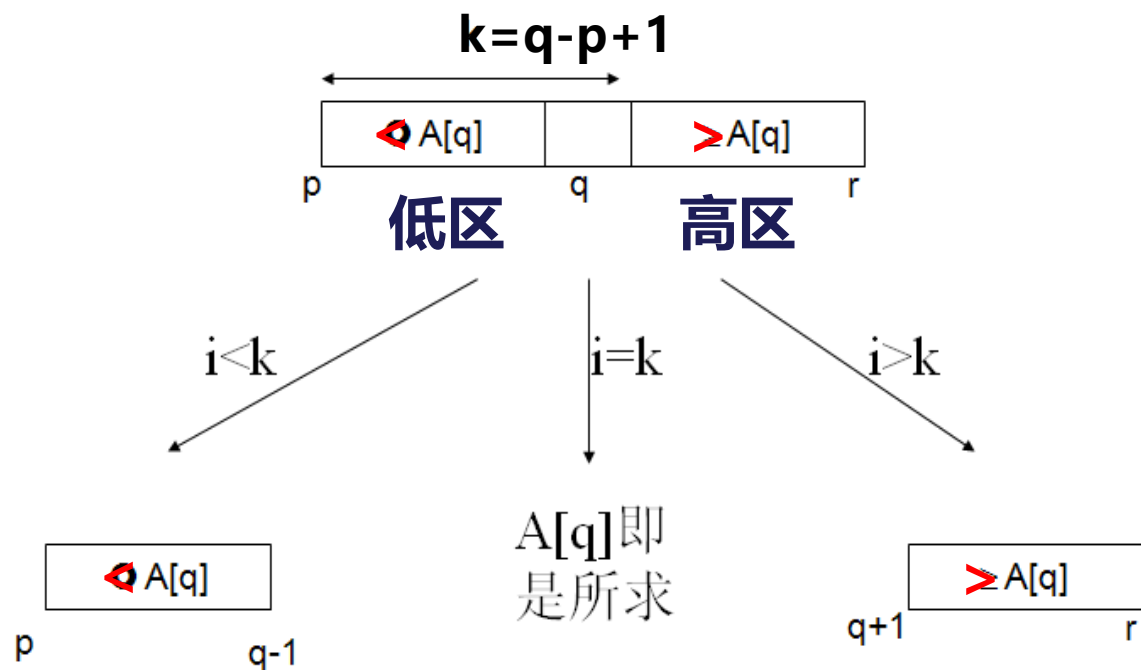 k=q-p+1
< A[q]
> A[q]
p
q
r
低区
高区
i<k
i=k
i>k
A[q]即
是所求
< A[q]
> A[q]
p
q-1
q+1
r